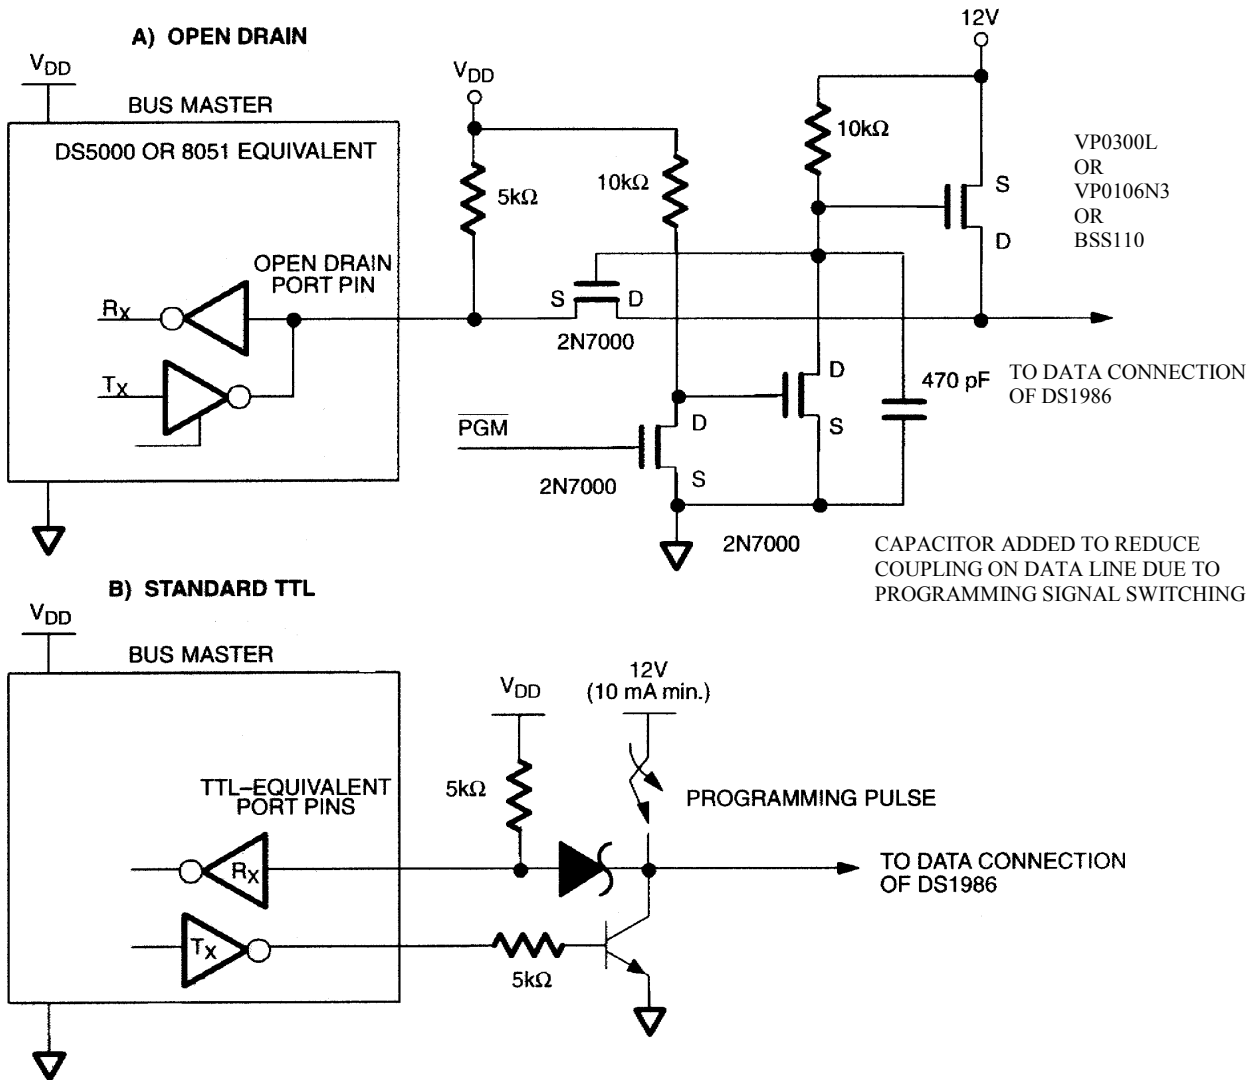 A) OPEN DRAIN
VDD
BUS MASTER
DS5000 OR 8051 EQUIVALENT
OPEN DRAIN
PORT PIN
RX
TX
VDD
5kΩ
10kΩ
12V
10kΩ
S
D
VP0300L
OR
VP0106N3
OR
BSS110
S
D
2N7000
TO DATA CONNECTION
OF DS1986
470 pF
D
S
PGM
D
S
2N7000
2N7000
CAPACITOR ADDED TO REDUCE
COUPLING ON DATA LINE DUE TO
PROGRAMMING SIGNAL SWITCHING
B) STANDARD TTL
VDD
BUS MASTER
TTL–EQUIVALENT
PORT PINS
RX
TX
VDD
5kΩ
12V
(10 mA min.)
PROGRAMMING PULSE
TO DATA CONNECTION
OF DS1986
5kΩ